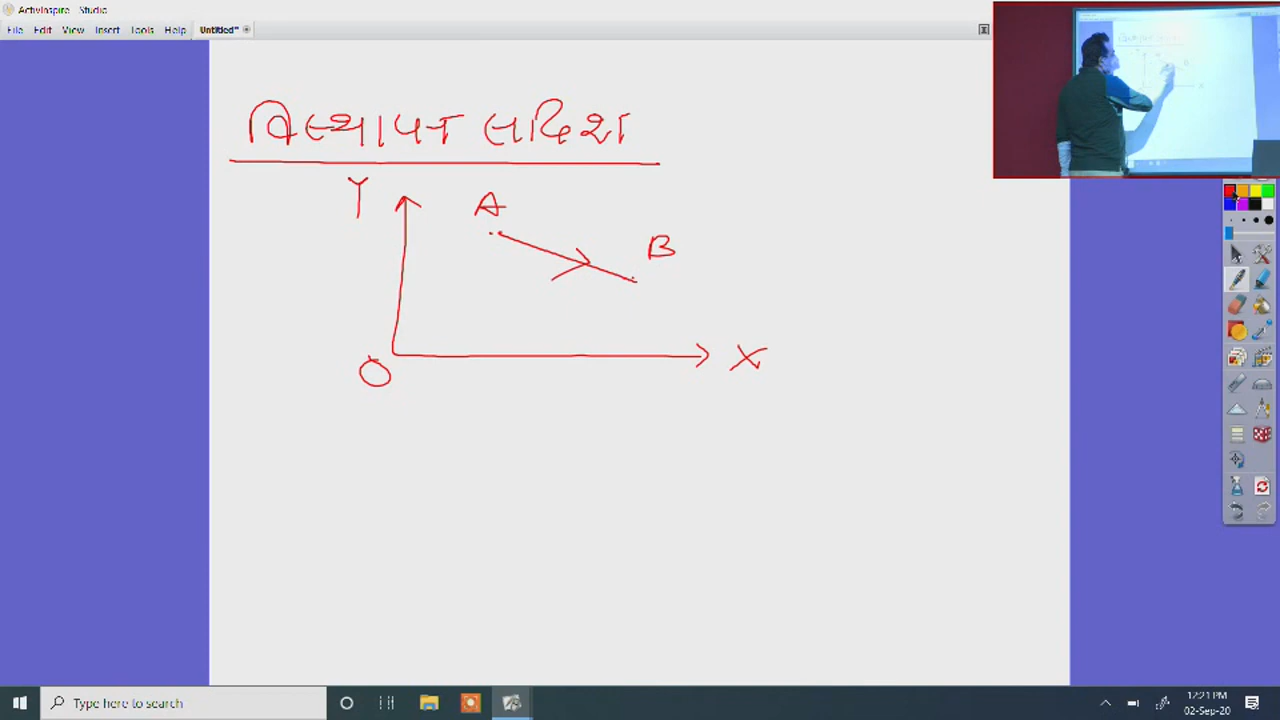 ActivInspire - Studio
File Edit View Insert Tools Help Untitled*
વિસ્થાપન સદિશ
Y
A
B
O
X
Type here to search
12:21 PM
02-Sep-20